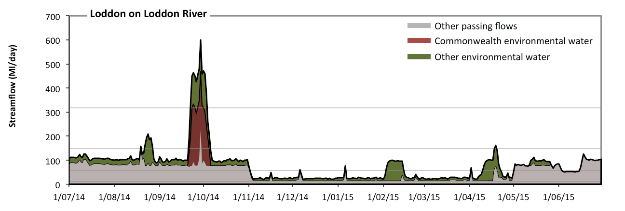 Loddon on Loddon River
Streamflow (Ml/day)
700
600
500
400
300
200
100
0
Other passing flows
Commonwealth environmental water
Other environmental water
1/07/14 1/08/14 1/09/14 1/10/14 1/11/14 1/12/14 1/01/15 1/02/15 1/03/15 1/04/15 1/05/15 1/06/15